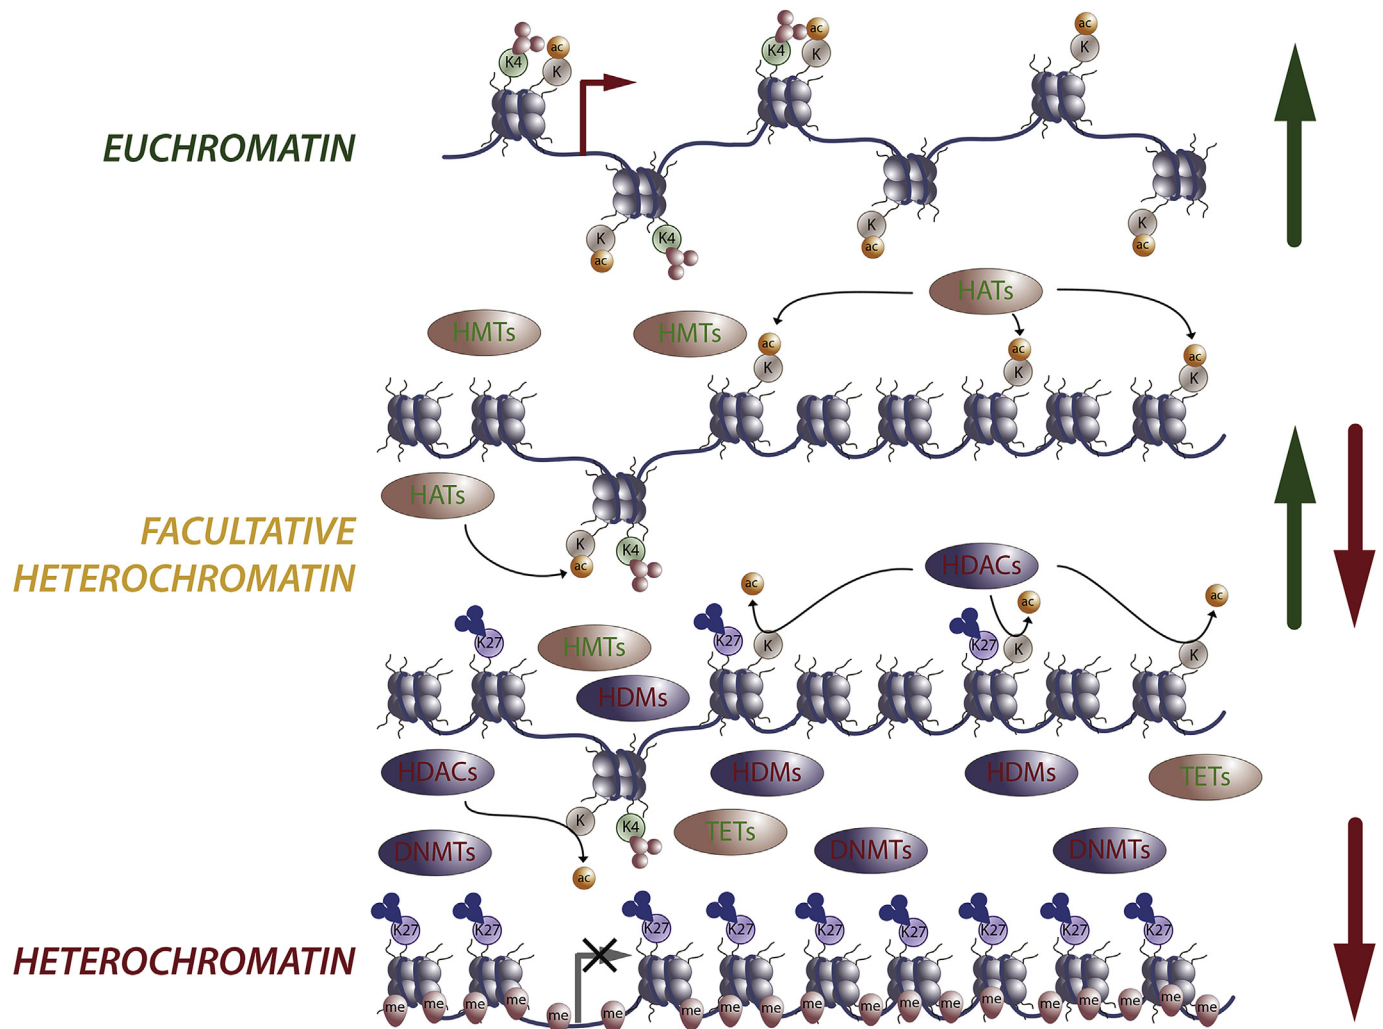 K4 ac K
K4 ac K
ac K
EUCHROMATIN
K ac K4
K ac
K ac
HATs
HMTs
HMTs
ac K
ac K
ac K
HATs
FACULTATIVE
HETEROCHROMATIN
K ac K4
HDACs
ac
ac
ac
K27
HMTs
K27 K
K27 K
K
HDMs
HDACs
HDMs
HDMs
TETs
K K4
TETs
DNMTs
DNMTs
DNMTs
ac
K27 K27 K27 K27 K27 K27 K27 K27 K27
HETEROCHROMATIN
me me me me me me me me me me me me me me me me me me